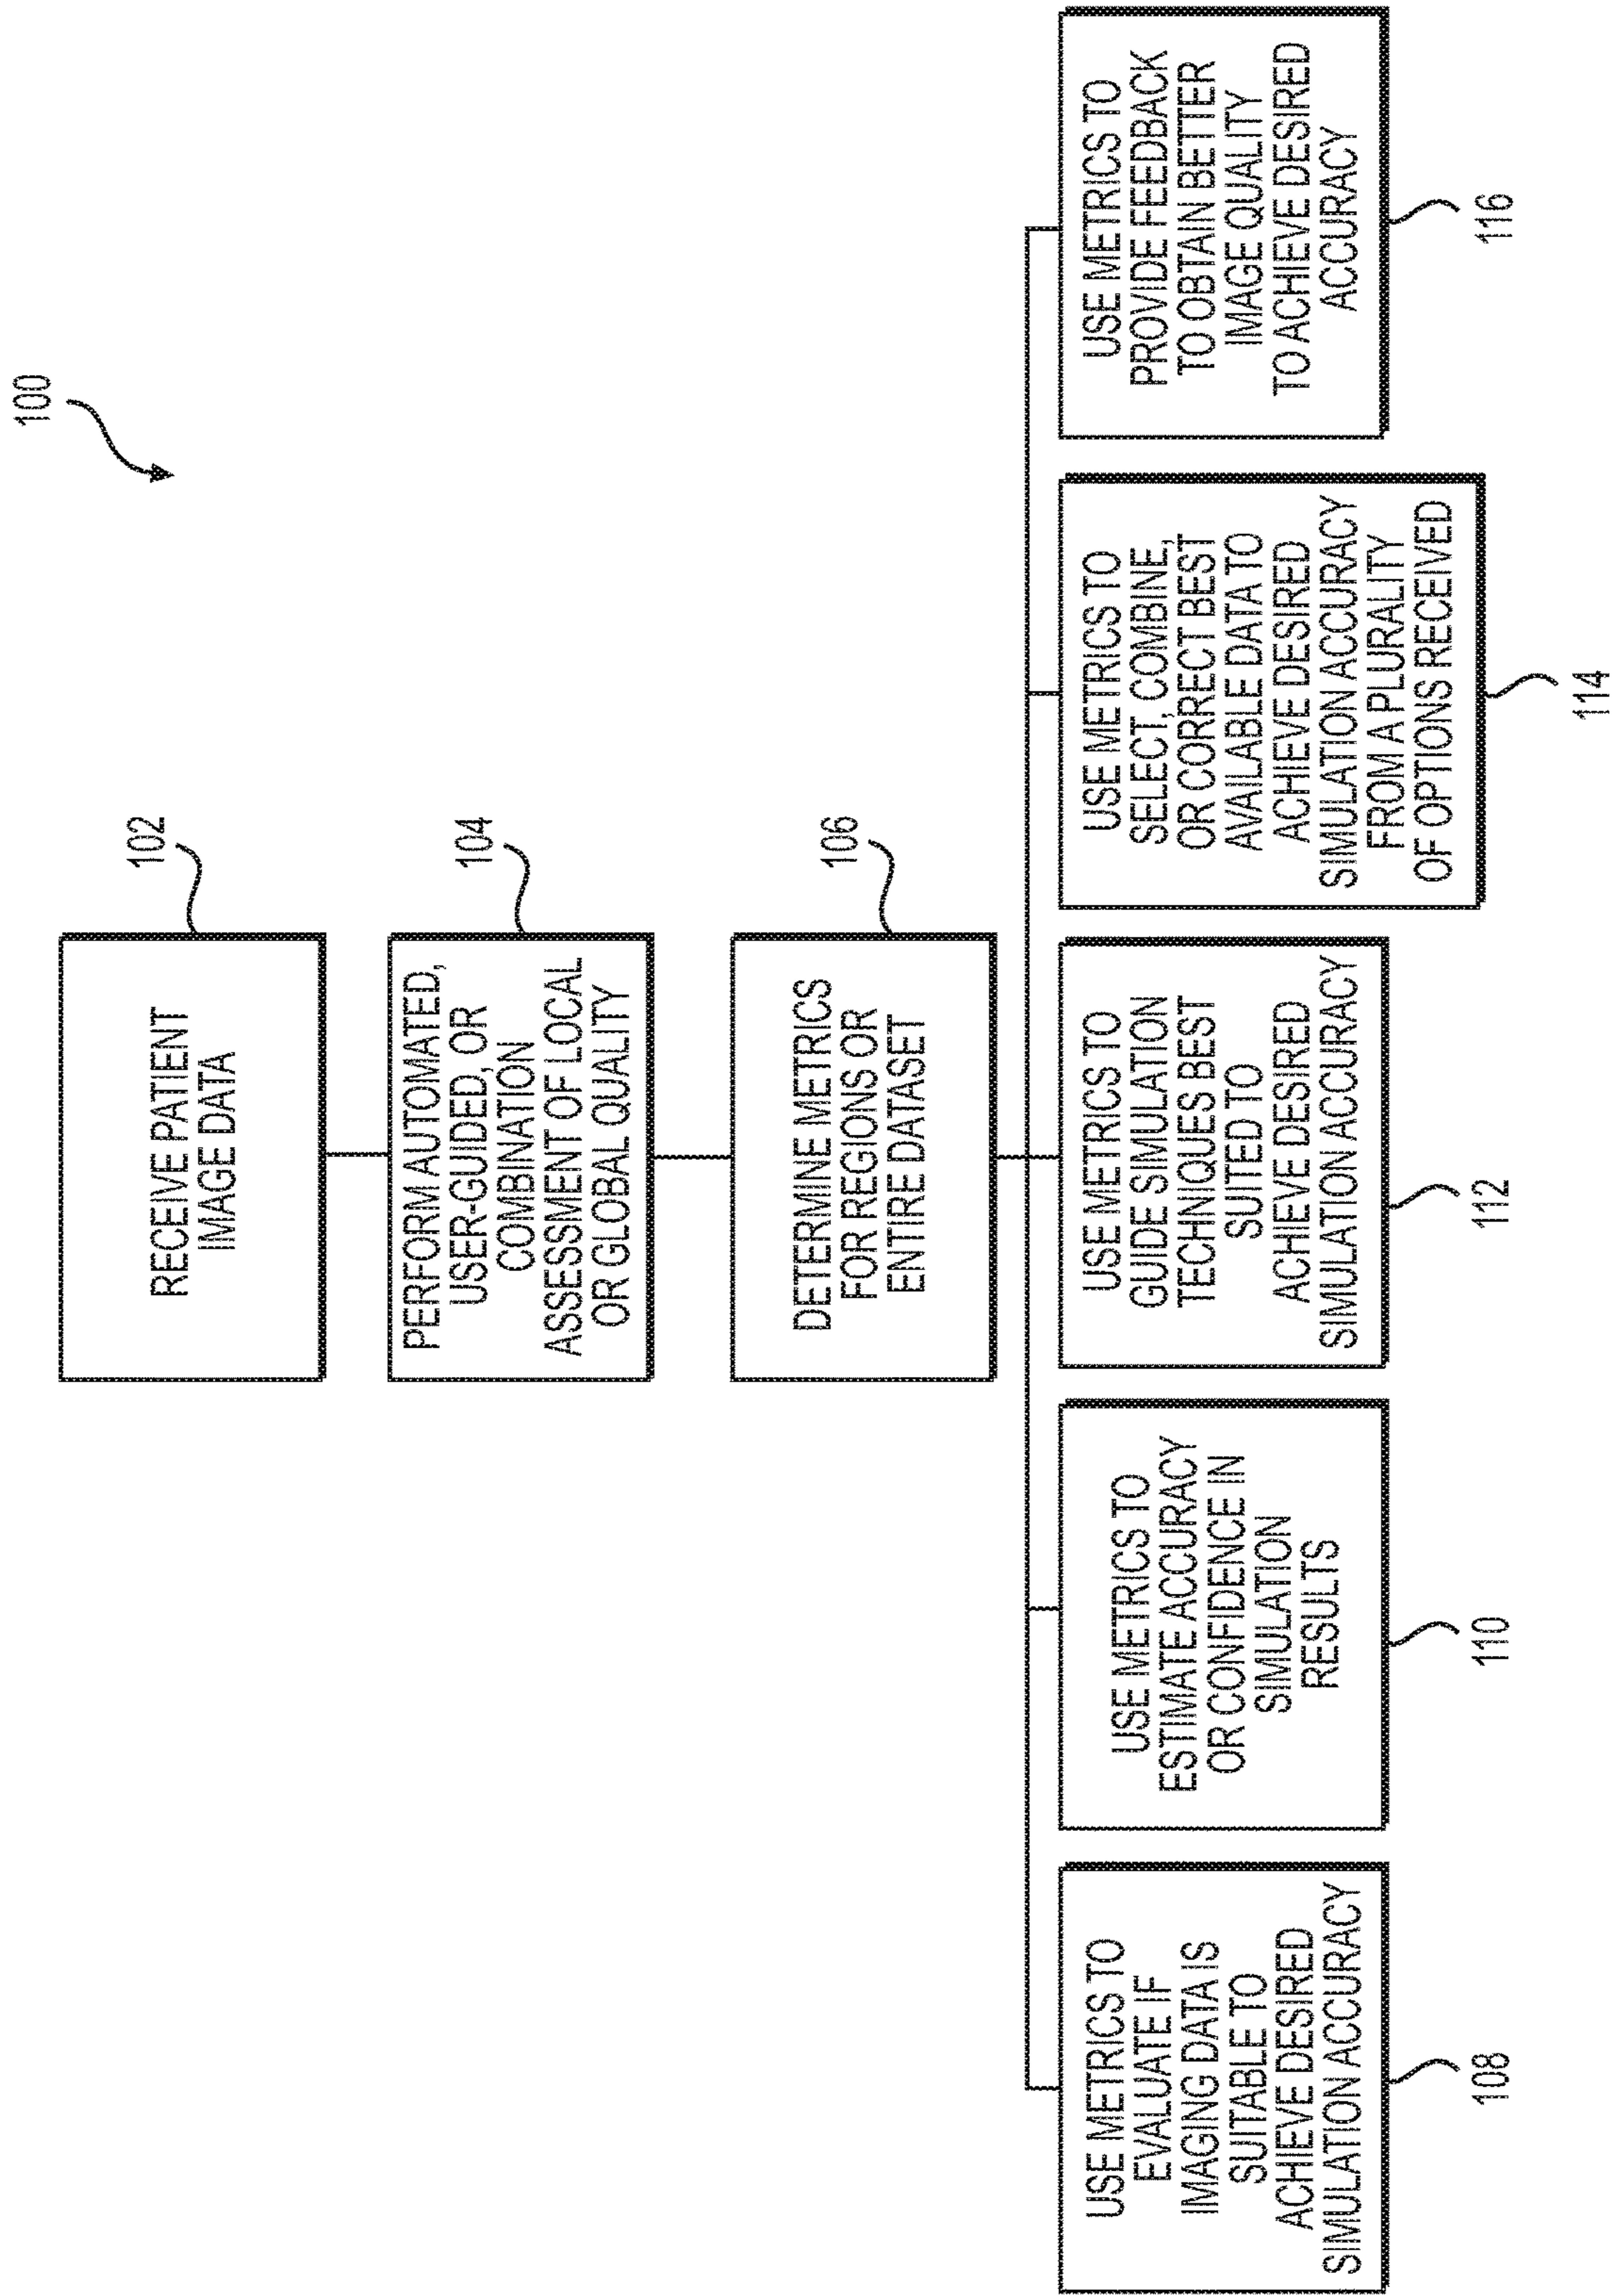 100
RECEIVE PATIENT
IMAGE DATA
102
PERFORM AUTOMATED,
USER-GUIDED, OR
COMBINATION
ASSESSMENT OF LOCAL
OR GLOBAL QUALITY
104
DETERMINE METRICS
FOR REGIONS OR
ENTIRE DATASET
106
USE METRICS TO
EVALUATE IF
IMAGING DATA IS
SUITABLE TO
ACHIEVE DESIRED
SIMULATION ACCURACY
108
USE METRICS TO
ESTIMATE ACCURACY
OR CONFIDENCE IN
SIMULATION
RESULTS
110
USE METRICS TO
GUIDE SIMULATION
TECHNIQUES BEST
SUITED TO
ACHIEVE DESIRED
SIMULATION ACCURACY
112
USE METRICS TO
SELECT, COMBINE,
OR CORRECT BEST
AVAILABLE DATA TO
ACHIEVE DESIRED
SIMULATION ACCURACY
FROM A PLURALITY
OF OPTIONS RECEIVED
114
USE METRICS TO
PROVIDE FEEDBACK
TO OBTAIN BETTER
IMAGE QUALITY
TO ACHIEVE DESIRED
ACCURACY
116